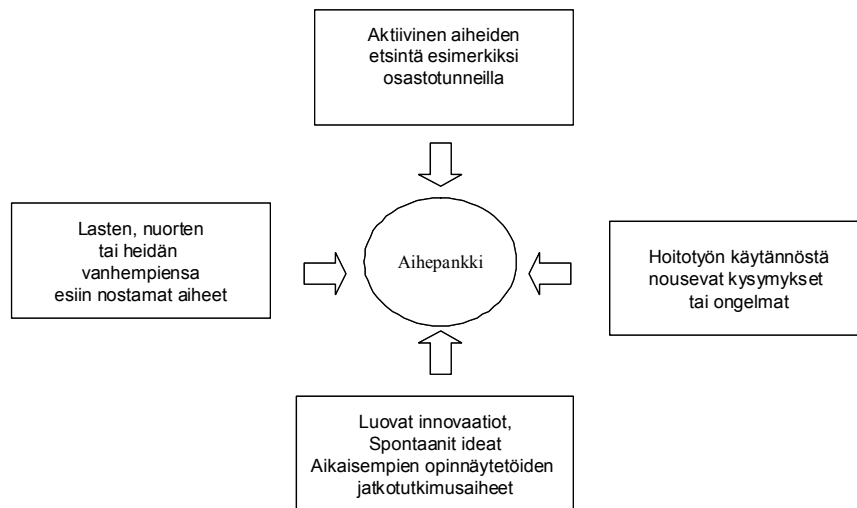 Aktiivinen aiheiden
etsintä esimerkiksi
osastotunneilla
Lasten, nuorten
tai heidän
vanhempiensa
esiin nostamat aiheet
Aihepankki
Hoitotyön käytännöstä
nousevat kysymykset
tai ongelmat
Luovat innovaatiot,
Spontaanit ideat
Aikaisempien opinnäytetöiden
jatkotutkimusaiheet